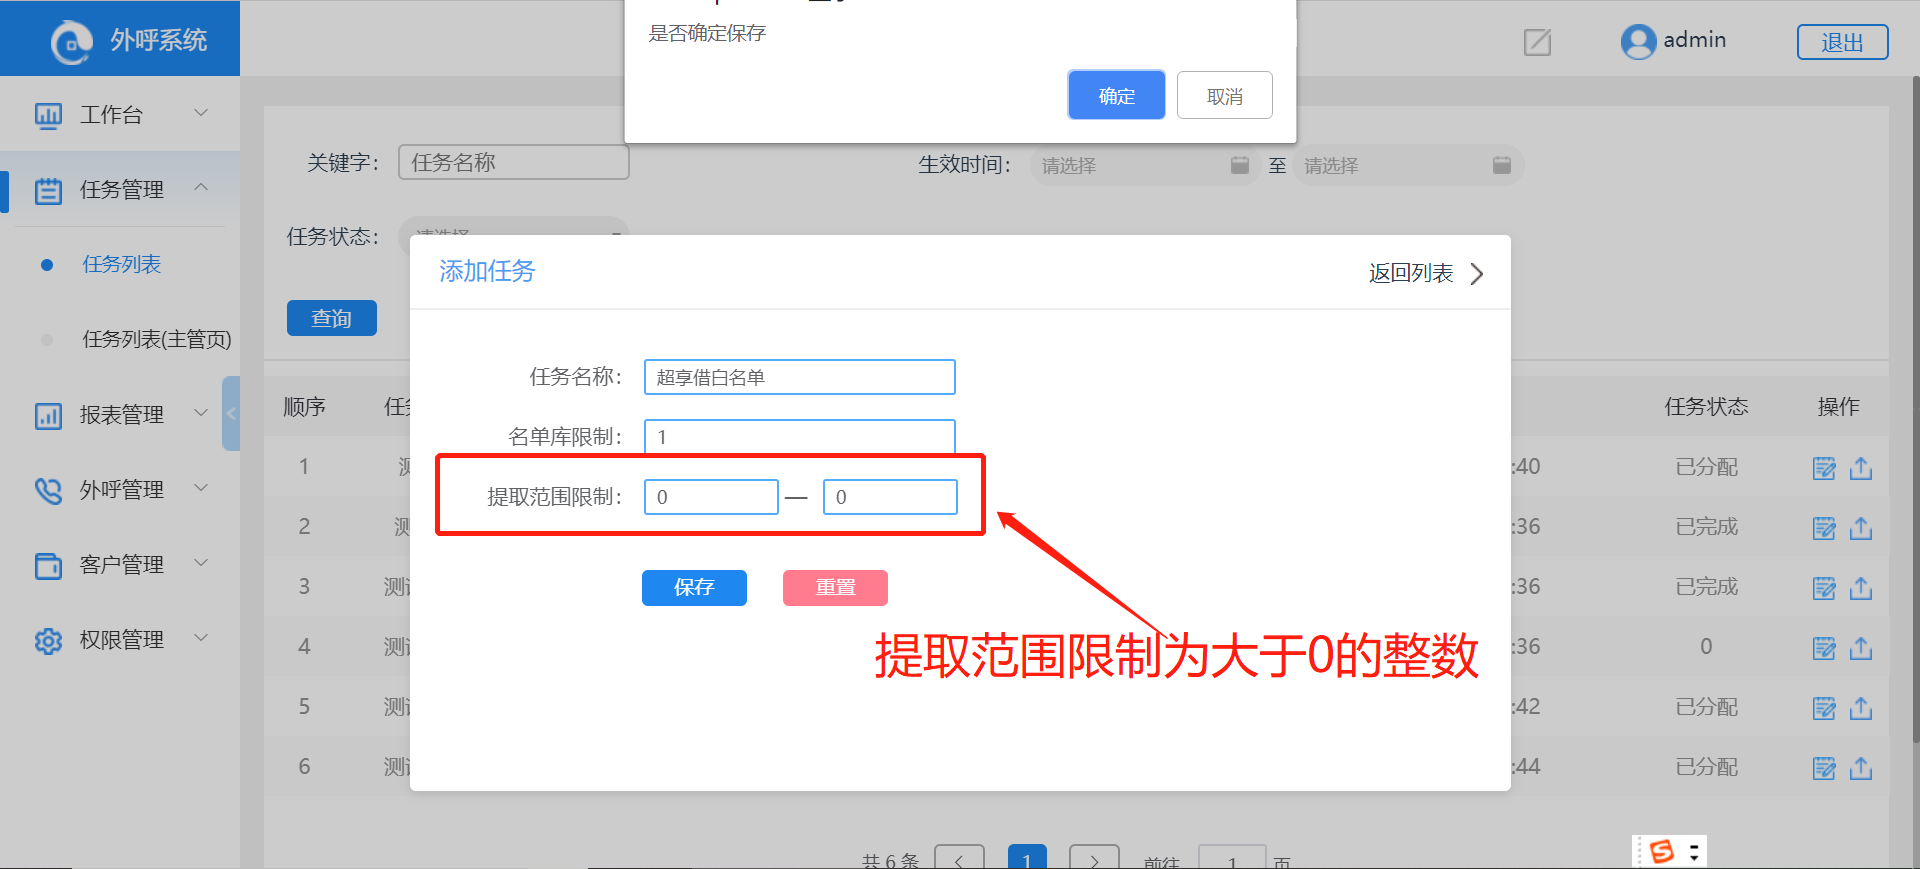 外呼系统
是否确定保存
确定
取消
admin
退出
工作台
任务管理
任务列表
任务列表(主管页)
报表管理
外呼管理
客户管理
权限管理
关键字：
任务名称
生效时间：
请选择
至
请选择
任务状态：
请选择
查询
添加任务
返回列表
任务名称：
超享借白名单
名单库限制：
1
提取范围限制：
0
—
0
保存
重置
提取范围限制为大于0的整数
顺序
任务状态
操作
1
测
:40
已分配
2
测
:36
已完成
3
测
:36
已完成
4
测
:36
0
5
测
:42
已分配
6
测
:44
已分配
共 6 条
1
前往
1
页